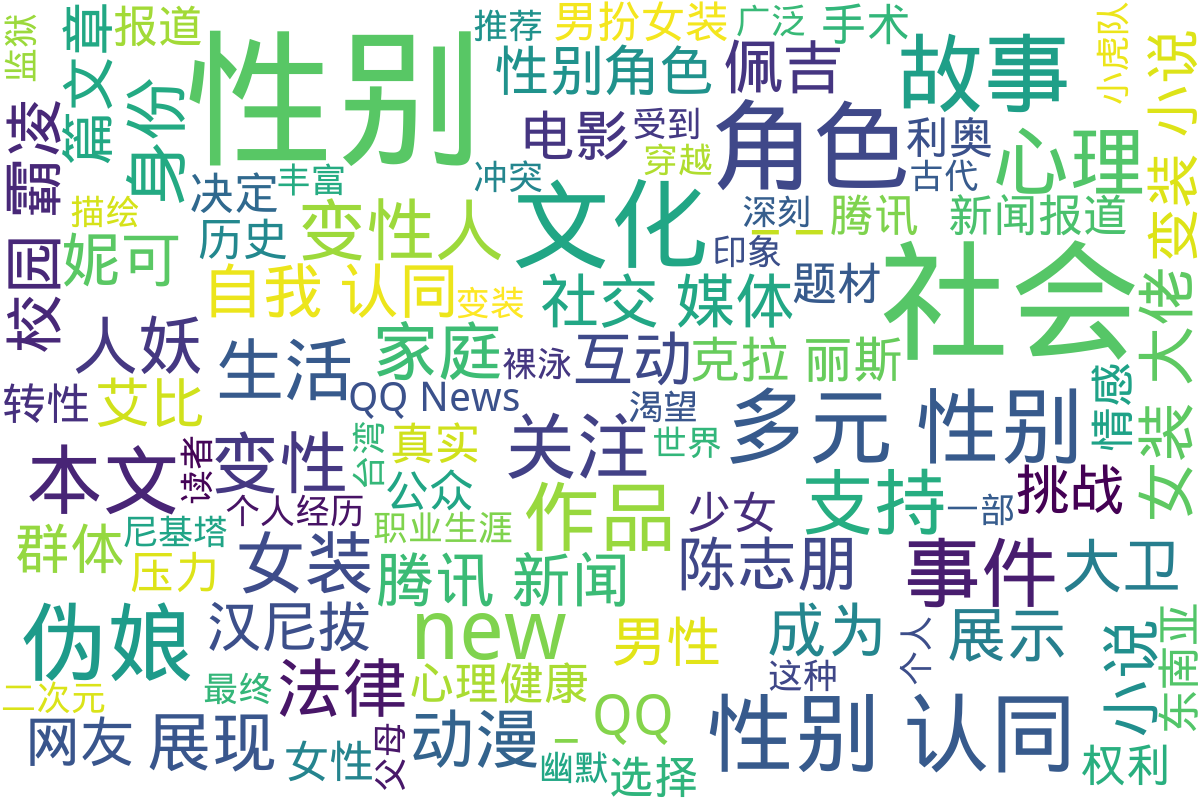 监狱
文章
报道
性别
推荐
男扮女装
广泛
手术
小虎队
小说
篇文
身份
性别角色
佩吉
故事
霸凌
电影
受到
角色
利奥
心理
决定
丰富
冲突
穿越
古代
变装
描绘
历史
变性人
文化
深刻
_ _
腾讯
新闻报道
校园
妮可
印象
社会
自我 认同
变装
社交 媒体
题材
大佬
人妖
生活
家庭
裸泳
互动
克拉 丽斯
转性
艾比
QQ News
渴望
多元 性别
情感
本文
读者
变性
台湾
真实
关注
世界
女装
个人经历
公众
作品
少女
支持
一部
挑战
群体
尼基塔
职业生涯
压力
女装
腾讯 新闻
陈志朋
事件
大卫
伪娘
汉尼拔
new
男性
成为
个人
展示
小说
东南亚
二次元
最终
法律
心理健康
这种
网友
展现
女性
父母
动漫
_ QQ
性别 认同
幽默
选择
权利